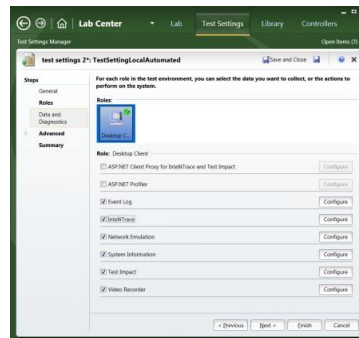 Lab Center
Lab
Test Settings
Library
Controllers
Test Settings Manager
Open Items (7)
test settings 2*: TestSettingLocalAutomated
Save and Close
Steps
General
Roles
Data and
Diagnostics
Advanced
Summary
For each role in the test environment, you can select the data you want to collect, or the actions to
perform on the system.
Roles:
Desktop C...
Role: Desktop Client
ASP.NET Client Proxy for IntelliTrace and Test Impact
Configure
ASP.NET Profiler
Configure
Event Log
Configure
IntelliTrace
Configure
Network Emulation
Configure
System Information
Configure
Test Impact
Configure
Video Recorder
Configure
< Previous
Next >
Finish
Cancel